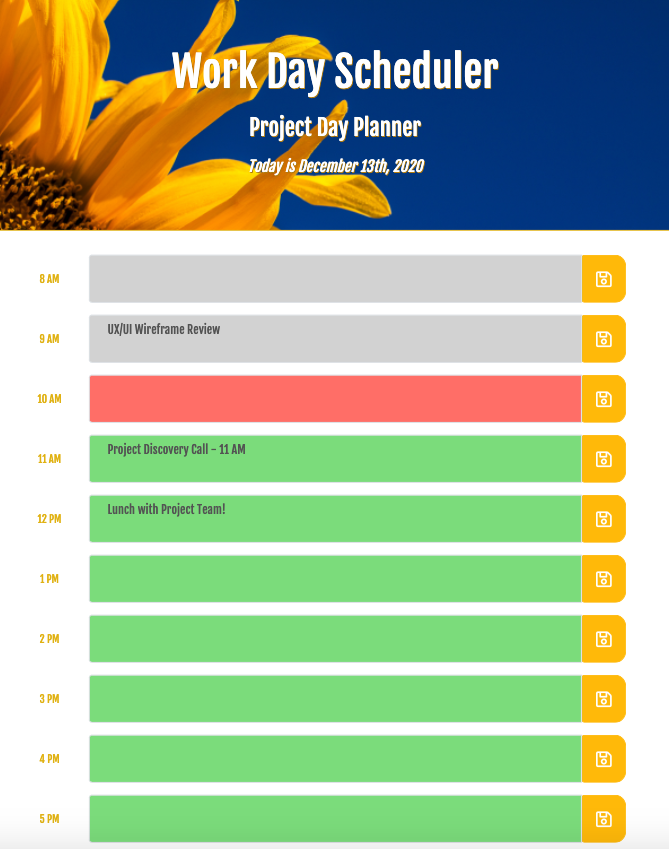 Work Day Scheduler
Project Day Planner
Today is December 13th, 2020
8 AM
9 AM
UX/UI Wireframe Review
10 AM
11 AM
Project Discovery Call - 11 AM
12 PM
Lunch with Project Team!
1 PM
2 PM
3 PM
4 PM
5 PM